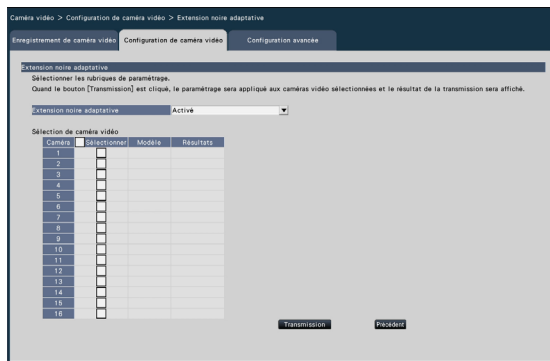 Caméra vidéo > Configuration de caméra vidéo > Extension noire adaptative
Enregistrement de caméra vidéo Configuration de caméra vidéo Configuration avancée
Extension noire adaptative
Sélectionner les rubriques de paramétrage.
Quand le bouton [Transmission] est cliqué, le paramétrage sera appliqué aux caméras vidéo sélectionnées et le résultat de la transmission sera affiché.
Extension noire adaptative Activé
Sélection de caméra vidéo
Caméra Sélectionner Modèle Résultats
1
2
3
4
5
6
7
8
9
10
11
12
13
14
15
16
Transmission Précédent